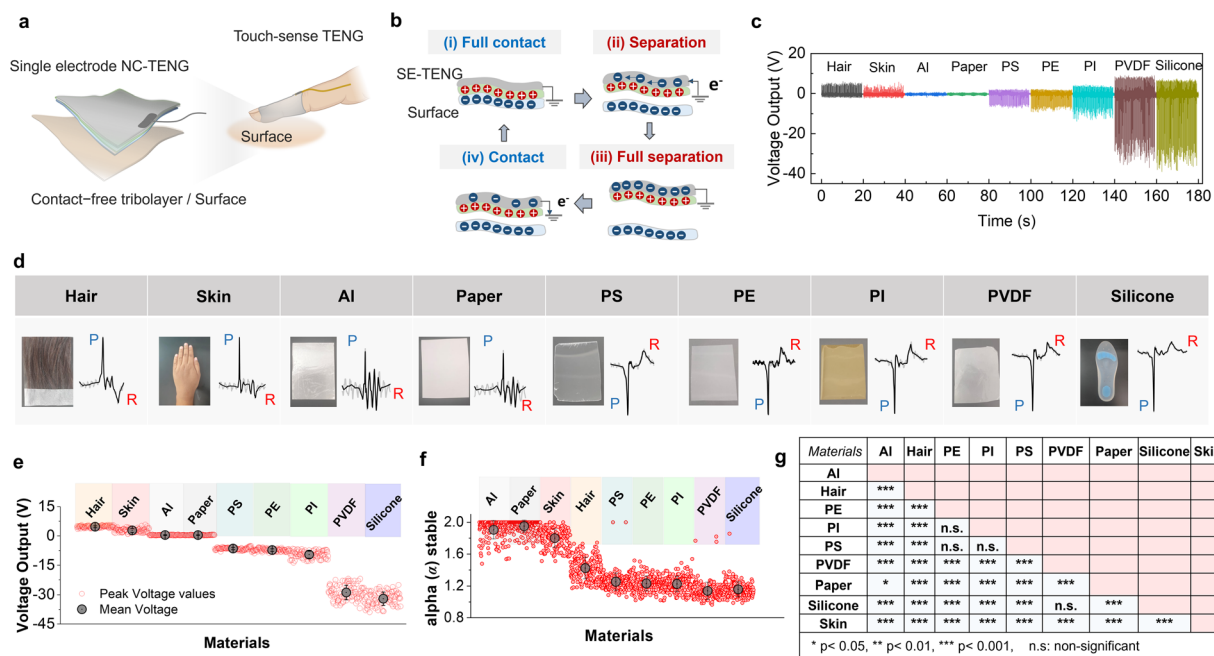 a
Touch-sense TENG
Single electrode NC-TENG
Surface
Contact–free tribolayer / Surface
b
(i) Full contact
(ii) Separation
SE-TENG
e-
Surface
(iv) Contact
(iii) Full separation
e-
c
Voltage Output (V)
20
0
-20
-40
Hair Skin Al Paper PS PE PI PVDF Silicone
0 20 40 60 80 100 120 140 160 180
Time (s)
d
Hair Skin Al Paper PS PE PI PVDF Silicone
P R P R P R P R P R P R P R P R P R
e
Voltage Output (V)
15
0
-15
-30
-45
Hair Skin Al Paper PS PE PI PVDF Silicone
Peak Voltage values
Mean Voltage
Materials
f
alpha (α) stable
2.0
1.8
1.6
1.4
1.2
1.0
0.8
Al Paper Skin Hair PS PE PI PVDF Silicone
Materials
g
Materials Al Hair PE PI PS PVDF Paper Silicone Ski
Al
Hair ***
PE *** ***
PI *** *** n.s.
PS *** *** n.s. n.s.
PVDF *** *** *** *** ***
Paper * *** *** *** *** ***
Silicone *** *** *** *** *** n.s. ***
Skin *** *** *** *** *** *** *** ***
* p< 0.05, ** p< 0.01, *** p< 0.001, n.s: non-significant